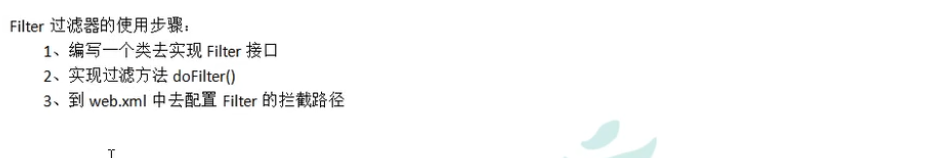 Filter 过滤器的使用步骤：
1、编写一个类去实现 Filter 接口
2、实现过滤方法 doFilter()
3、到 web.xml 中去配置 Filter 的拦截路径